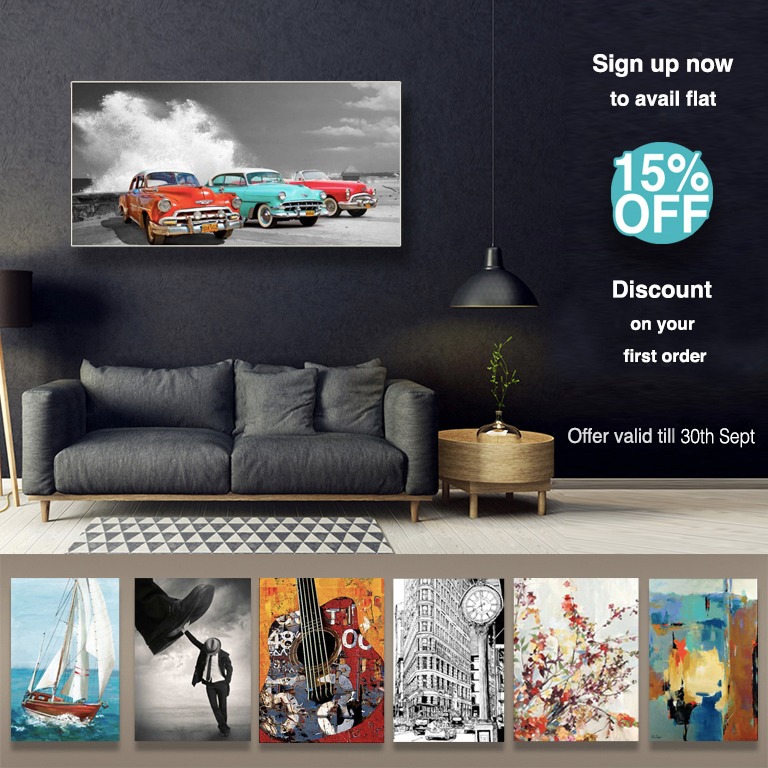 Sign up now
to avail flat
15%
OFF
Discount
on your
first order
Offer valid till 30th Sept